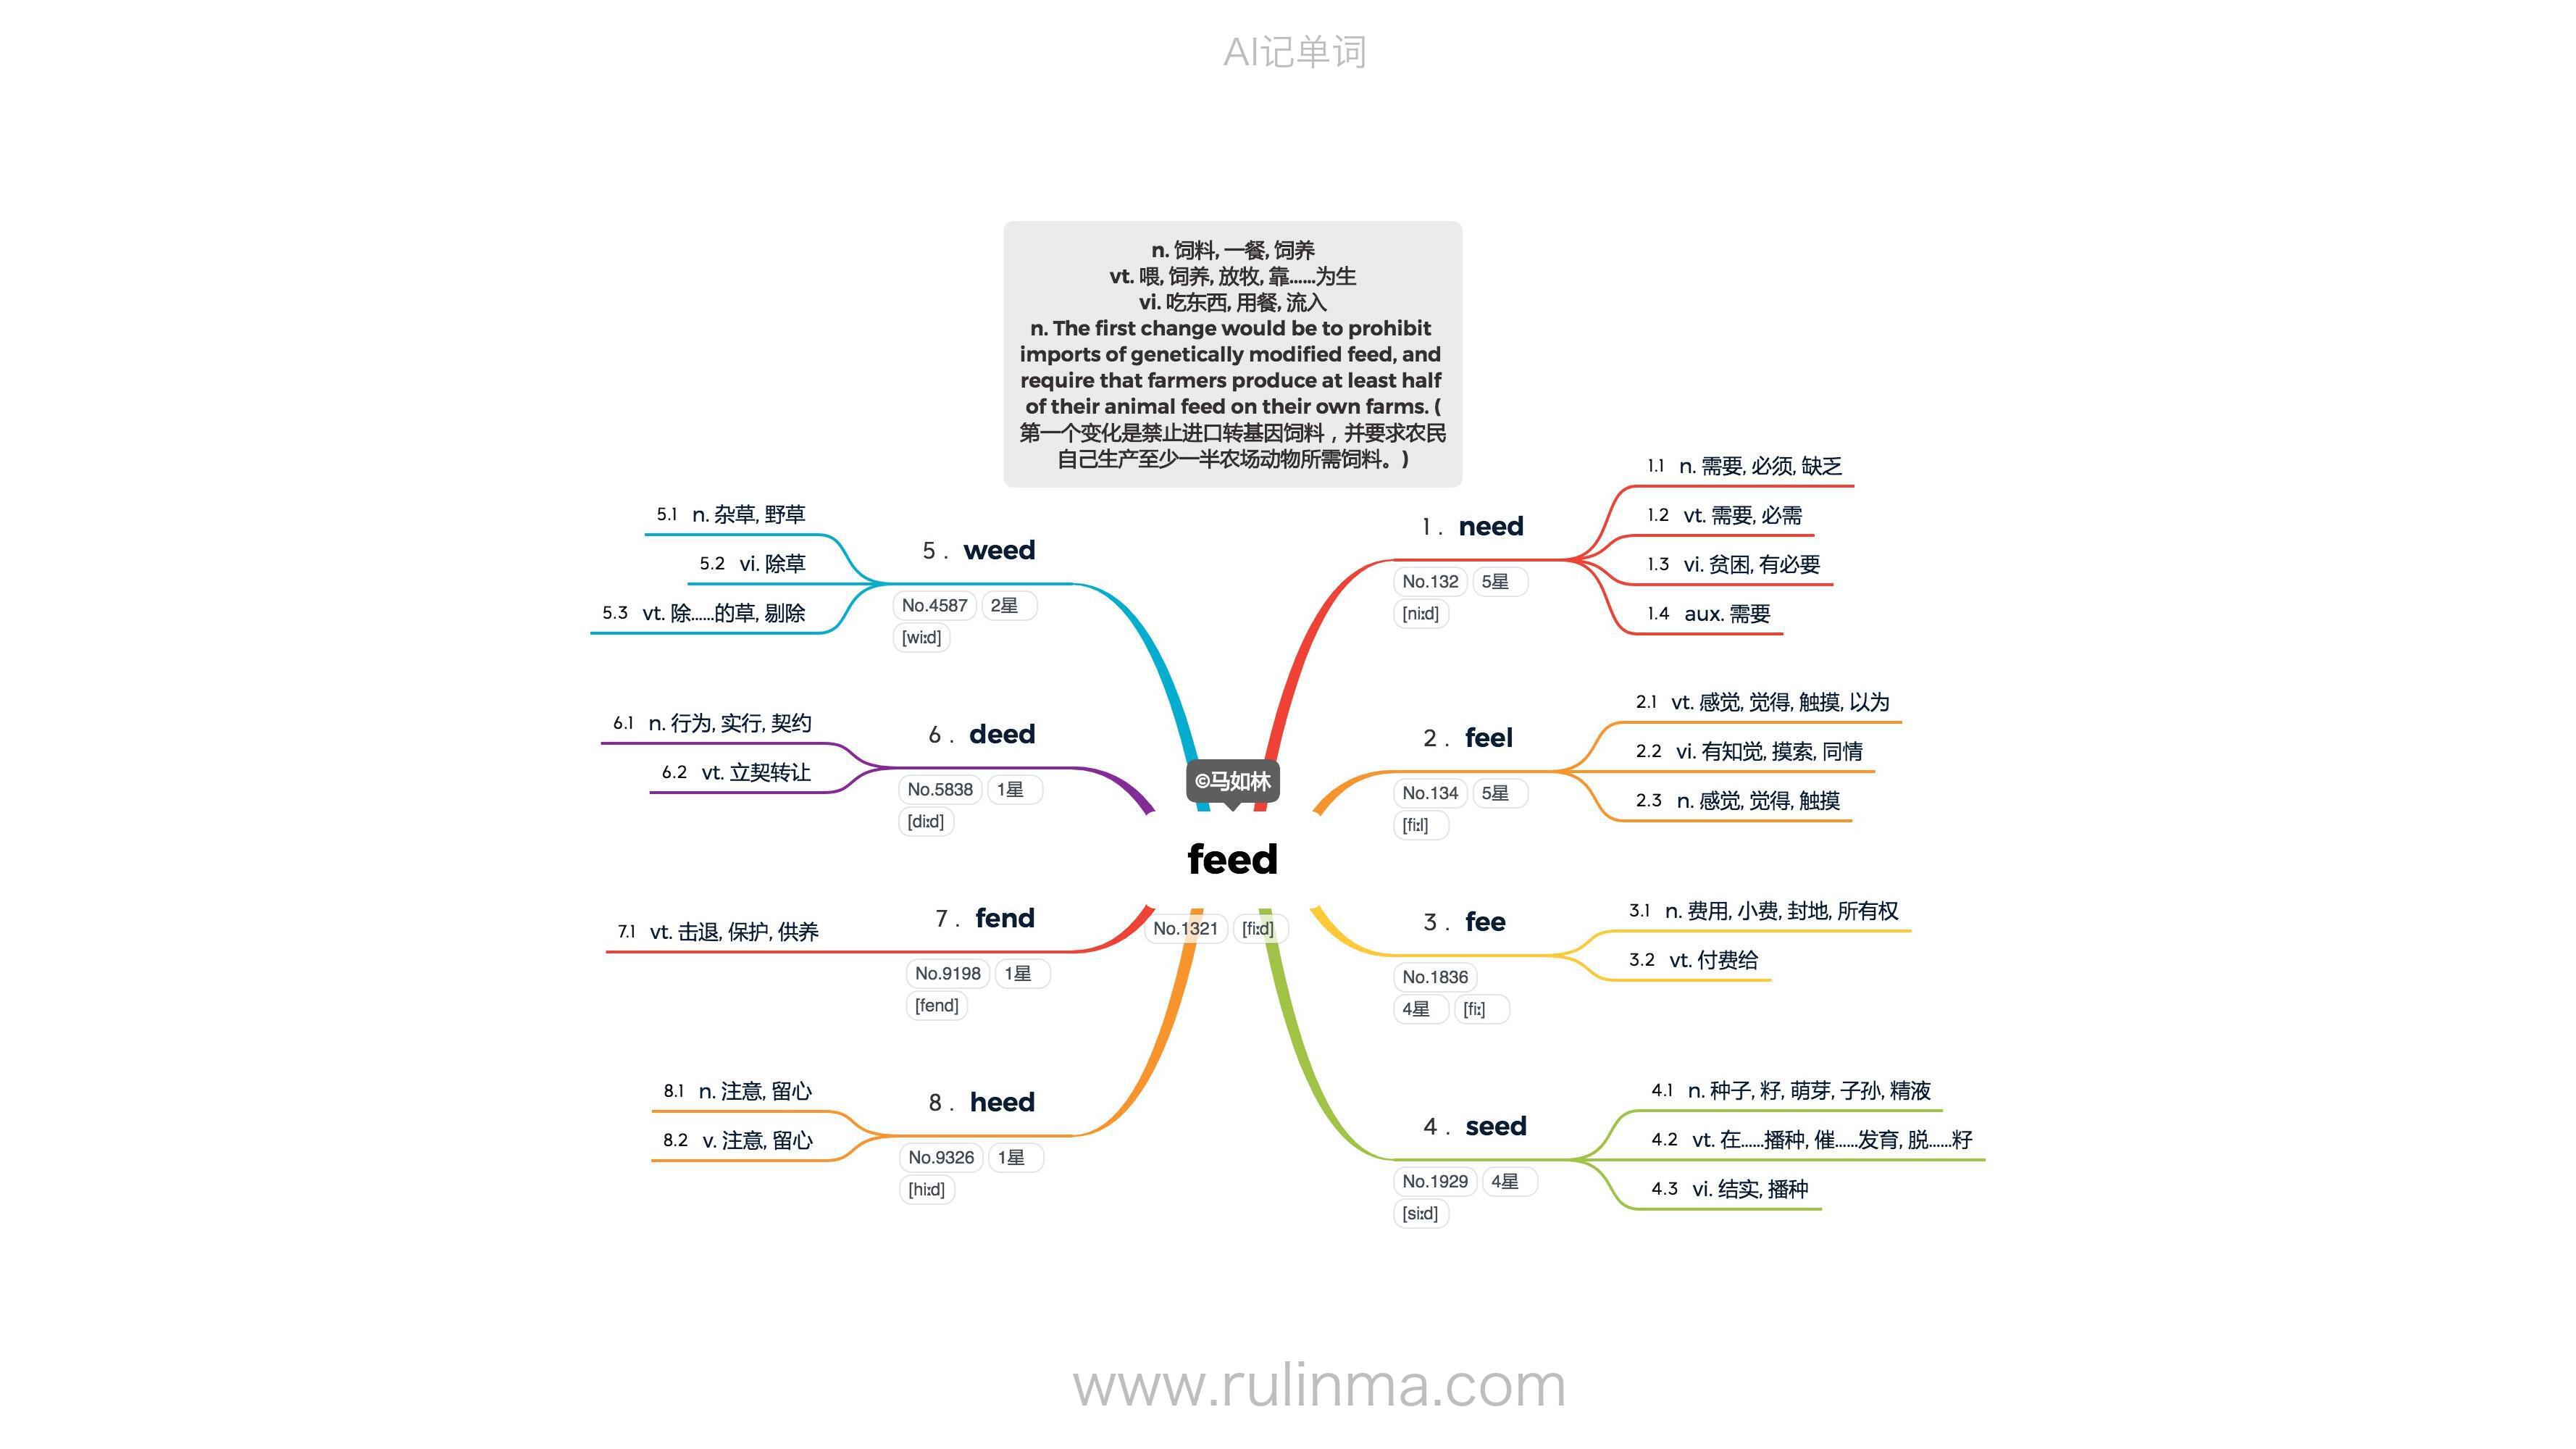 AI记单词
n. 饲料, 一餐, 饲养
vt. 喂, 饲养, 放牧, 靠……为生
vi. 吃东西, 用餐, 流入
n. The first change would be to prohibit
imports of genetically modified feed, and
require that farmers produce at least half
of their animal feed on their own farms. (
第一个变化是禁止进口转基因饲料，并要求农民
自己生产至少一半农场动物所需饲料。)
©马如林
feed
No.1321 [fiːd]
1. need
No.132 5星
[niːd]
1.1 n. 需要, 必须, 缺乏
1.2 vt. 需要, 必需
1.3 vi. 贫困, 有必要
1.4 aux. 需要
2. feel
No.134 5星
[fiːl]
2.1 vt. 感觉, 觉得, 触摸, 以为
2.2 vi. 有知觉, 摸索, 同情
2.3 n. 感觉, 觉得, 触摸
3. fee
No.1836
4星 [fiː]
3.1 n. 费用, 小费, 封地, 所有权
3.2 vt. 付费给
4. seed
No.1929 4星
[siːd]
4.1 n. 种子, 籽, 萌芽, 子孙, 精液
4.2 vt. 在……播种, 催……发育, 脱……籽
4.3 vi. 结实, 播种
5. weed
No.4587 2星
[wiːd]
5.1 n. 杂草, 野草
5.2 vi. 除草
5.3 vt. 除……的草, 剔除
6. deed
No.5838 1星
[diːd]
6.1 n. 行为, 实行, 契约
6.2 vt. 立契转让
7. fend
No.9198 1星
[fend]
7.1 vt. 击退, 保护, 供养
8. heed
No.9326 1星
[hiːd]
8.1 n. 注意, 留心
8.2 v. 注意, 留心
www.rulinma.com